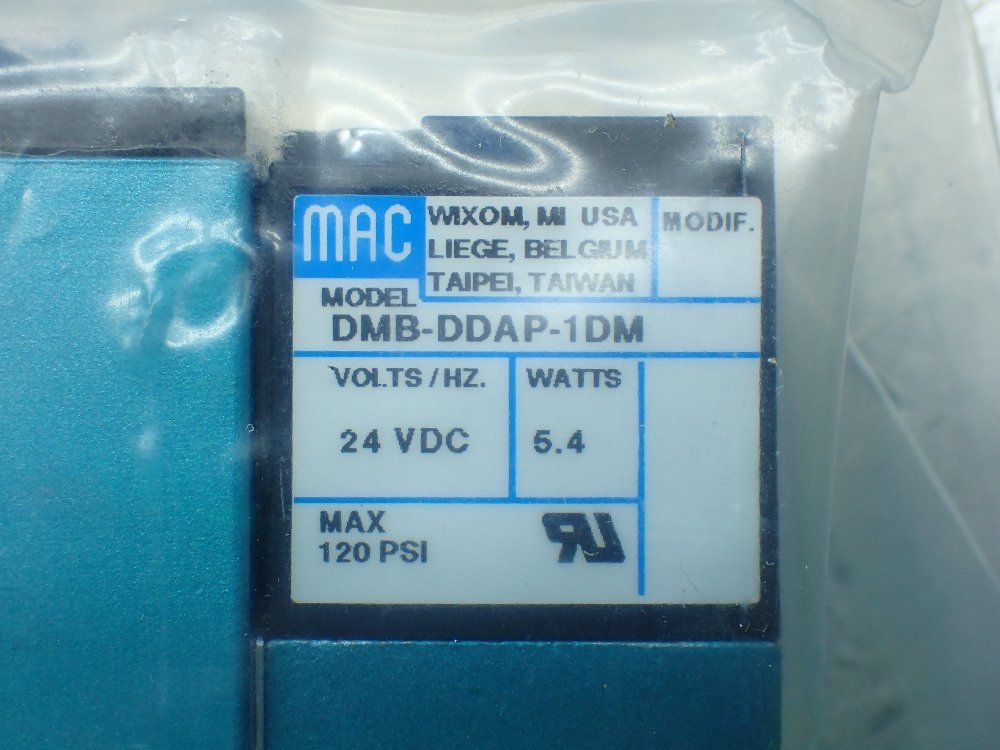 MAC
WIXOM, MI USA
LIEGE, BELGIUM
TAIPEI, TAIWAN
MODIF.
MODEL
DMB-DDAP-1DM
VOLTS / HZ.
24 VDC
WATTS
5.4
MAX
120 PSI